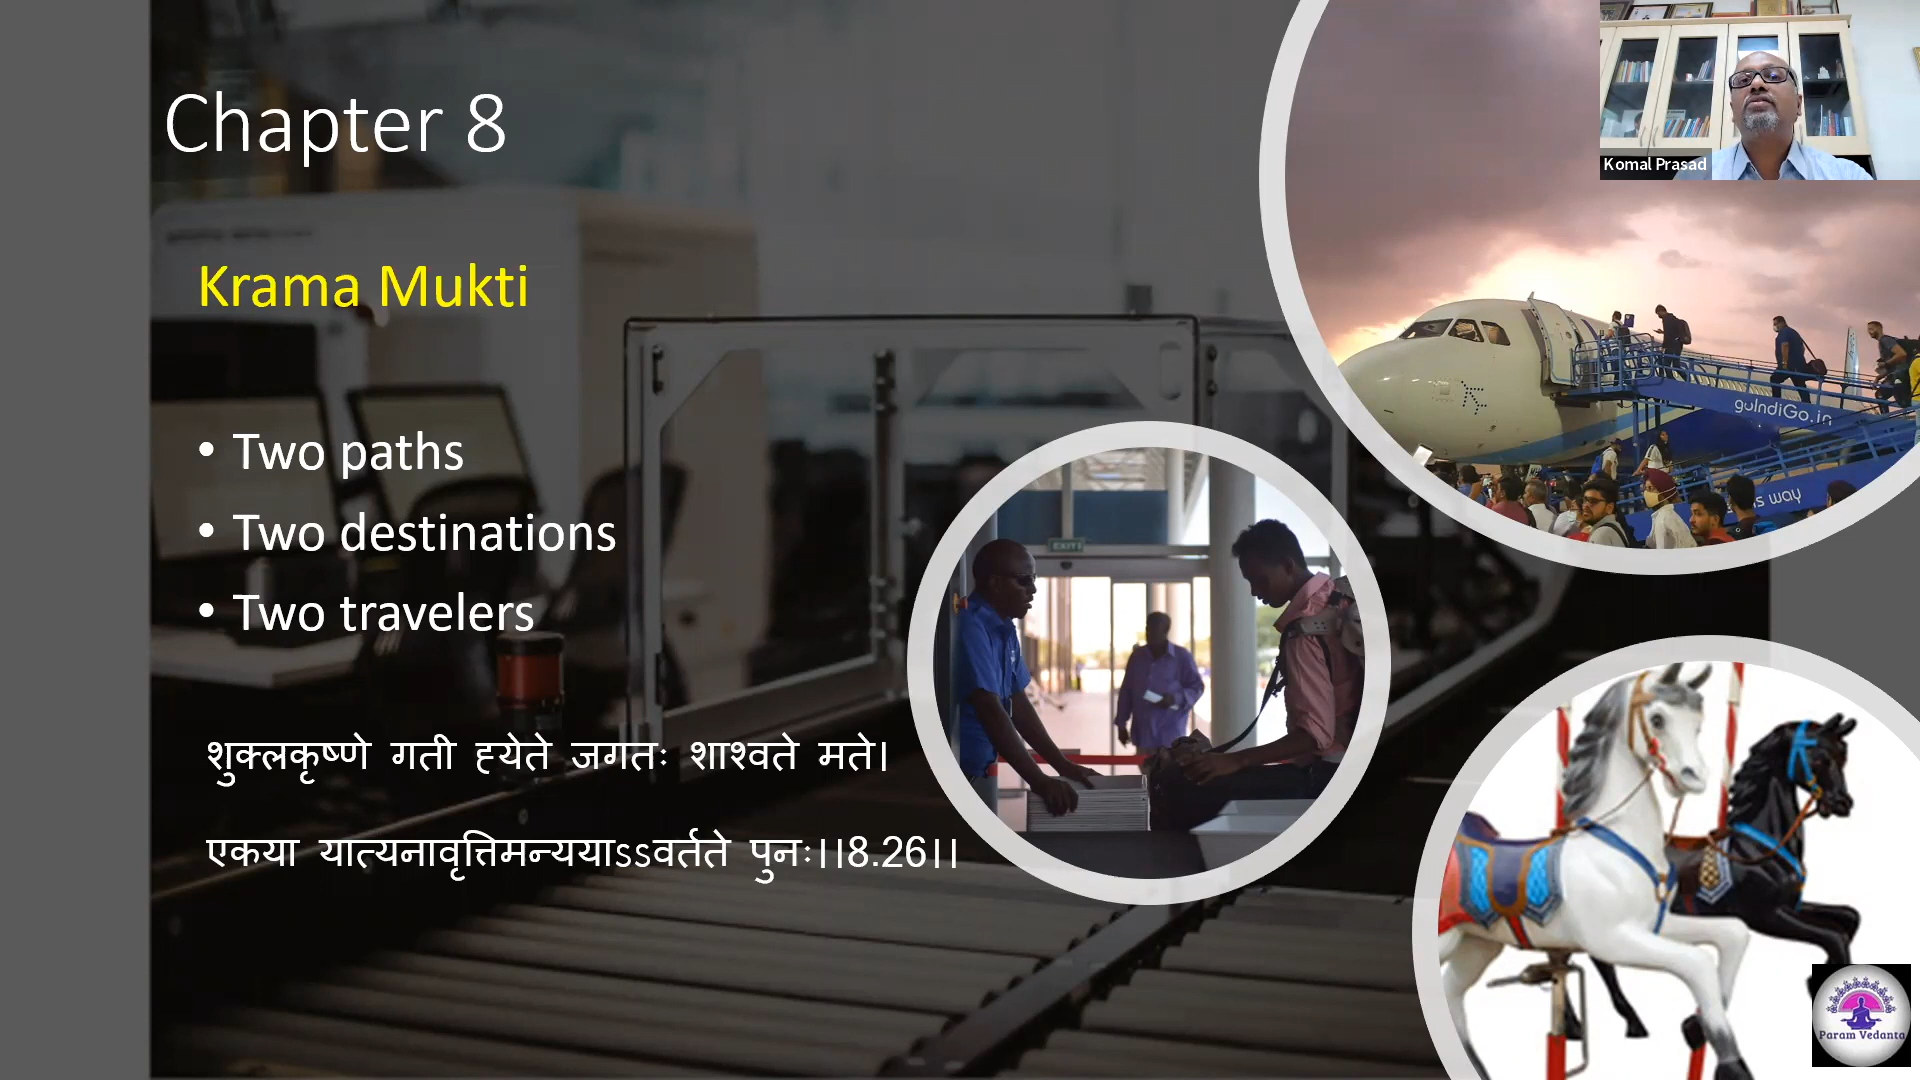 Chapter 8
Komal Prasad
Krama Mukti
goIndiGo.in
• Two paths
• Two destinations
way
EXIT
• Two travelers
शुक्लकृष्णे गती ह्येते जगतः शाश्वते मते।
एकया यात्यनावृत्तिमन्ययाऽऽवर्तते पुनः।।8.26।।
Param Vedanta